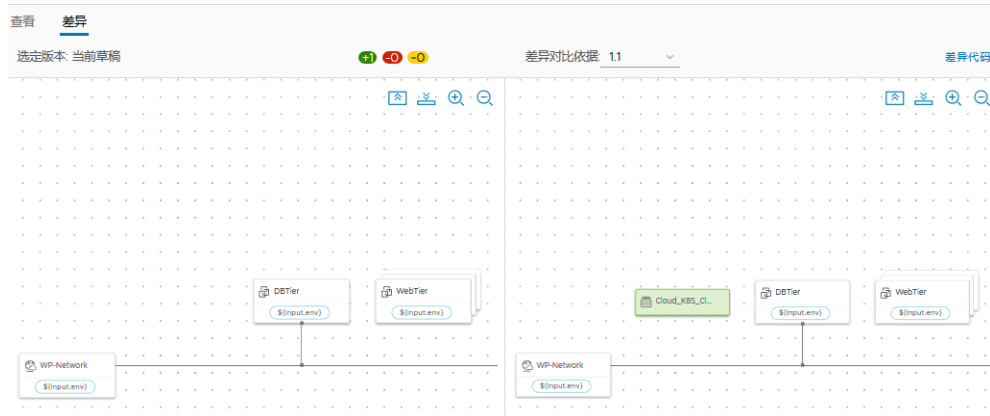 查看 差异
选定版本: 当前草稿 +1 -0 ~0 差异对比依据: 1.1 差异代码
DBTier
${input.env}
WebTier
${input.env}
WP-Network
${input.env}
Cloud_K8S_Cl...
DBTier
${input.env}
WebTier
${input.env}
WP-Network
${input.env}